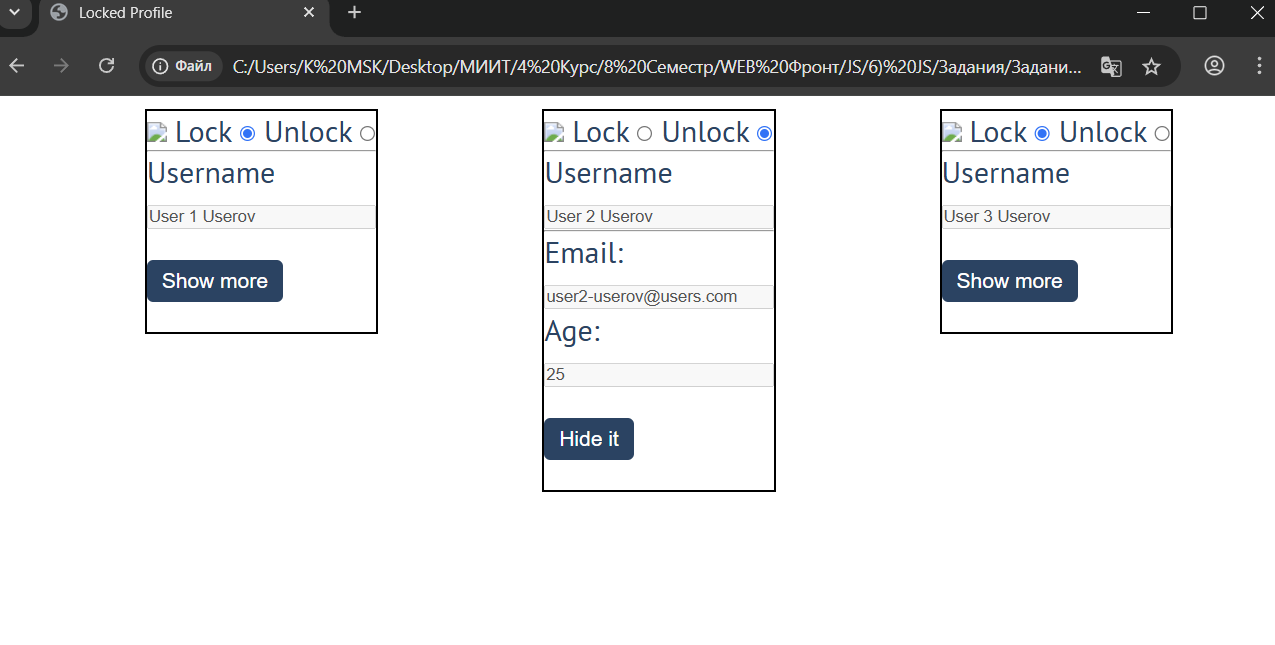 Locked Profile
Файл C:/Users/K%20MSK/Desktop/МИИТ/4%20Курс/8%20Семестр/WEB%20Фронт/JS/6)%20JS/Задания/Задани...
Lock Unlock
Username
User 1 Userov
Show more
Lock Unlock
Username
User 2 Userov
Email:
user2-userov@users.com
Age:
25
Hide it
Lock Unlock
Username
User 3 Userov
Show more